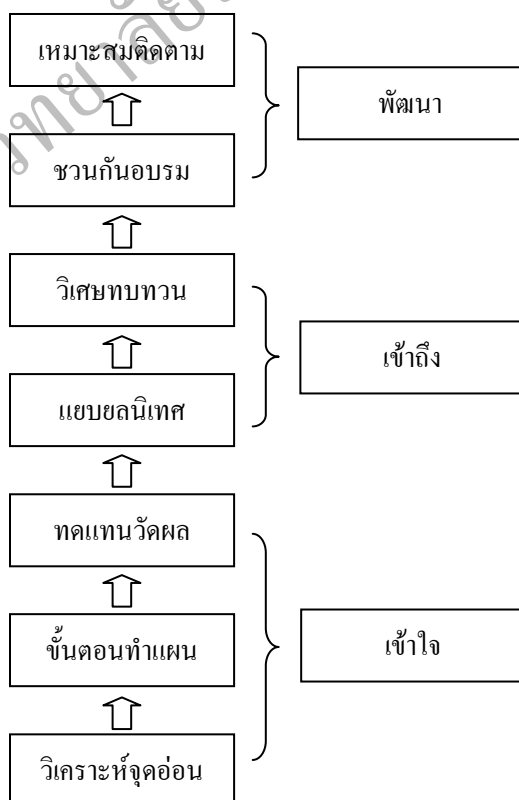 เหมาะสมติดตาม
พัฒนา
ชวนกันอบรม
วิเศษทบทวน
เข้าถึง
แยบยลนิเทศ
ทดแทนวัดผล
ขั้นตอนทำแผน
เข้าใจ
วิเคราะห์จุดอ่อน